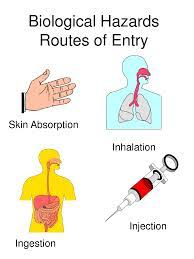 Biological Hazards
Routes of Entry
Skin Absorption
Inhalation
Ingestion
Injection